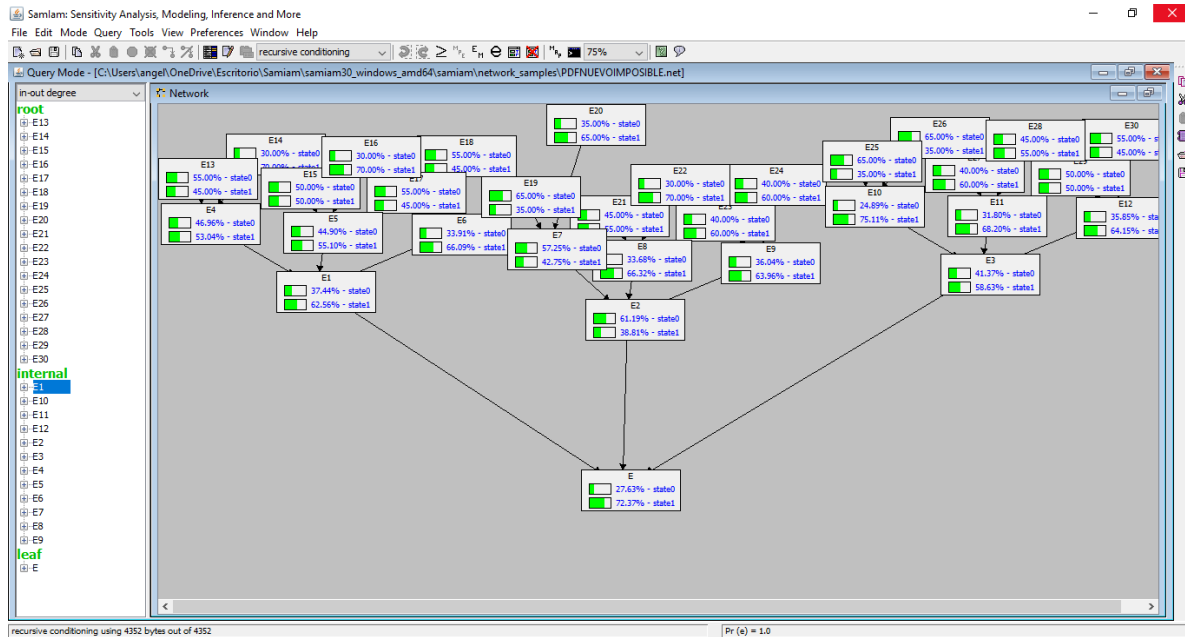 SamIam: Sensitivity Analysis, Modeling, Inference and More
File Edit Mode Query Tools View Preferences Window Help
recursive conditioning
75%
Query Mode - [C:\Users\angel\OneDrive\Escritorio\Samiam\samiam30_windows_amd64\samiam\network_samples\PDFNUEVOIMPOSIBLE.net]
in-out degree
root
E13
E14
E15
E16
E17
E18
E19
E20
E21
E22
E23
E24
E25
E26
E27
E28
E29
E30
internal
E1
E10
E11
E12
E2
E3
E4
E5
E6
E7
E8
E9
leaf
E
Network
E20
35.00% - state0
65.00% - state1
E14
30.00% - state0
E16
30.00% - state0
70.00% - state1
E18
55.00% - state0
45.00% - state1
E13
55.00% - state0
45.00% - state1
E15
50.00% - state0
50.00% - state1
55.00% - state0
45.00% - state1
E19
65.00% - state0
35.00% - state1
E22
30.00% - state0
70.00% - state1
E24
40.00% - state0
60.00% - state1
E21
45.00% - state0
55.00% - state1
40.00% - state0
60.00% - state1
E26
65.00% - state0
35.00% - state1
E28
45.00% - state0
55.00% - state1
E30
55.00% - s
45.00% - s
E25
65.00% - state0
35.00% - state1
40.00% - state0
60.00% - state1
50.00% - state0
50.00% - state1
E4
46.96% - state0
53.04% - state1
E5
44.90% - state0
55.10% - state1
E6
33.91% - state0
66.09% - state1
E7
57.25% - state0
42.75% - state1
E8
33.68% - state0
66.32% - state1
E9
36.04% - state0
63.96% - state1
E10
24.89% - state0
75.11% - state1
E11
31.80% - state0
68.20% - state1
E12
35.85% - sta
64.15% - sta
E1
37.44% - state0
62.56% - state1
E2
61.19% - state0
38.81% - state1
E3
41.37% - state0
58.63% - state1
E
27.63% - state0
72.37% - state1
recursive conditioning using 4352 bytes out of 4352
Pr (e) = 1.0